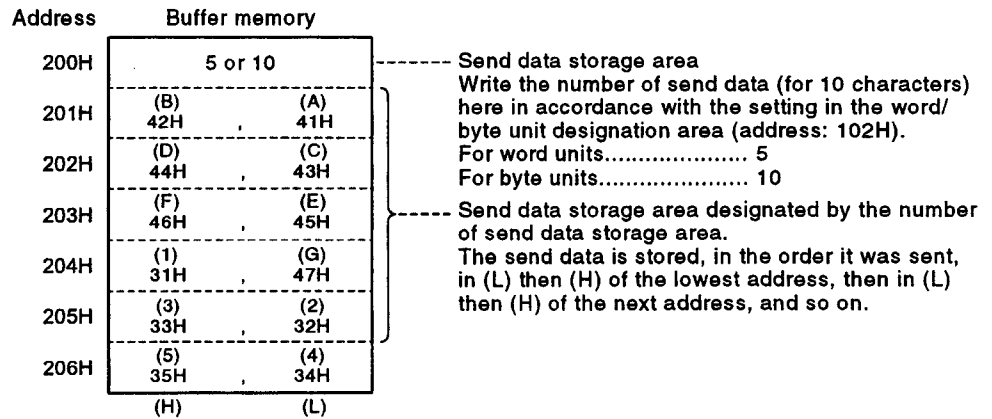 Address Buffer memory
200H 5 or 10
201H (B) 42H , (A) 41H
202H (D) 44H , (C) 43H
203H (F) 46H , (E) 45H
204H (1) 31H , (G) 47H
205H (3) 33H , (2) 32H
206H (5) 35H , (4) 34H
(H) (L)
Send data storage area
Write the number of send data (for 10 characters)
here in accordance with the setting in the word/
byte unit designation area (address: 102H).
For word units...................... 5
For byte units....................... 10
Send data storage area designated by the number
of send data storage area.
The send data is stored, in the order it was sent,
in (L) then (H) of the lowest address, then in (L)
then (H) of the next address, and so on.